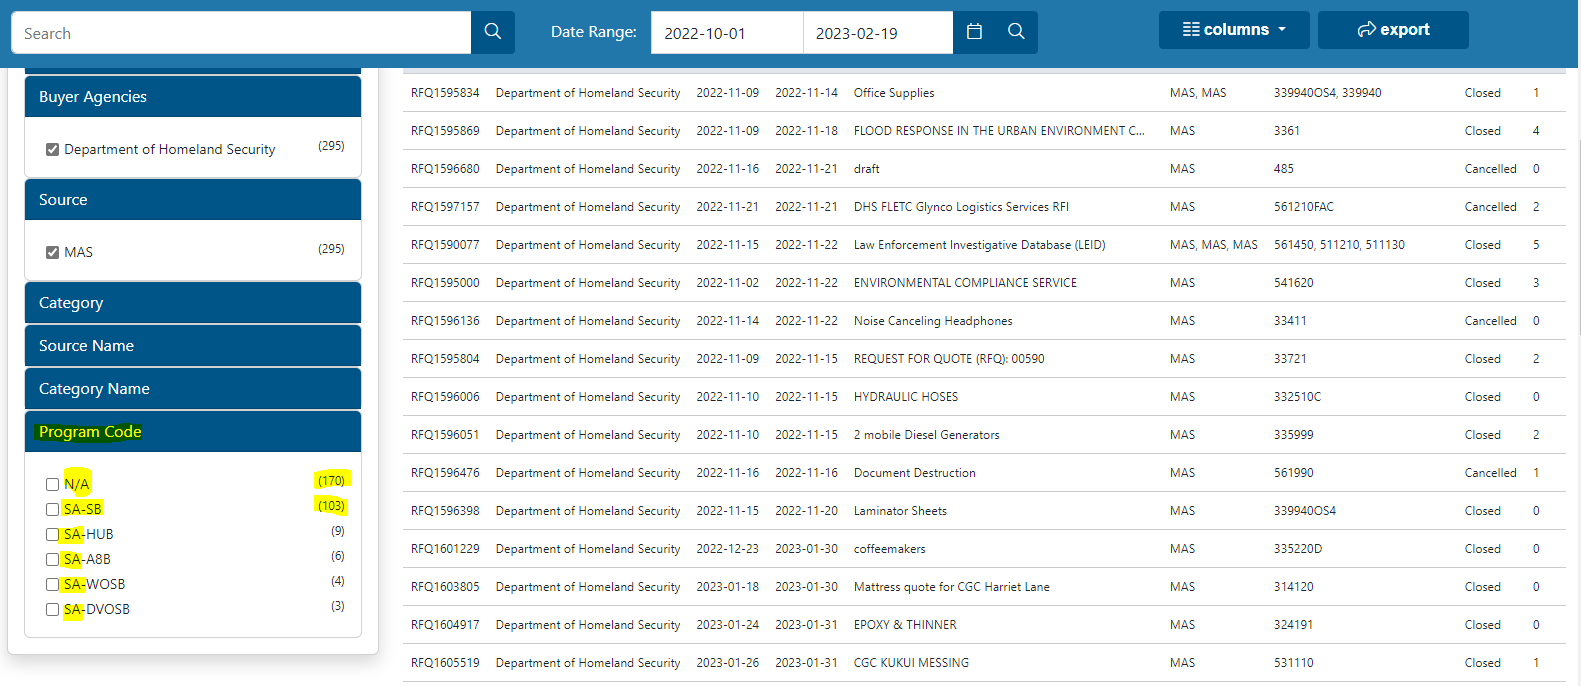 Search
Date Range:
2022-10-01
2023-02-19
columns
export
Buyer Agencies
Department of Homeland Security (295)
Source
MAS (295)
Category
Source Name
Category Name
Program Code
N/A (170)
SA-SB (103)
SA-HUB (9)
SA-A8B (6)
SA-WOSB (4)
SA-DVOSB (3)
RFQ1595834 Department of Homeland Security 2022-11-09 2022-11-14 Office Supplies MAS, MAS 339940OS4, 339940 Closed 1
RFQ1595869 Department of Homeland Security 2022-11-09 2022-11-18 FLOOD RESPONSE IN THE URBAN ENVIRONMENT C... MAS 3361 Closed 4
RFQ1596680 Department of Homeland Security 2022-11-16 2022-11-21 draft MAS 485 Cancelled 0
RFQ1597157 Department of Homeland Security 2022-11-21 2022-11-21 DHS FLETC Glynco Logistics Services RFI MAS 561210FAC Cancelled 2
RFQ1590077 Department of Homeland Security 2022-11-15 2022-11-22 Law Enforcement Investigative Database (LEID) MAS, MAS, MAS 561450, 511210, 511130 Closed 5
RFQ1595000 Department of Homeland Security 2022-11-02 2022-11-22 ENVIRONMENTAL COMPLIANCE SERVICE MAS 541620 Closed 3
RFQ1596136 Department of Homeland Security 2022-11-14 2022-11-22 Noise Canceling Headphones MAS 33411 Cancelled 0
RFQ1595804 Department of Homeland Security 2022-11-09 2022-11-15 REQUEST FOR QUOTE (RFQ): 00590 MAS 33721 Closed 2
RFQ1596006 Department of Homeland Security 2022-11-10 2022-11-15 HYDRAULIC HOSES MAS 332510C Closed 0
RFQ1596051 Department of Homeland Security 2022-11-10 2022-11-15 2 mobile Diesel Generators MAS 335999 Closed 2
RFQ1596476 Department of Homeland Security 2022-11-16 2022-11-16 Document Destruction MAS 561990 Cancelled 1
RFQ1596398 Department of Homeland Security 2022-11-15 2022-11-20 Laminator Sheets MAS 339940OS4 Closed 0
RFQ1601229 Department of Homeland Security 2022-12-23 2023-01-30 coffeemakers MAS 335220D Closed 0
RFQ1603805 Department of Homeland Security 2023-01-18 2023-01-30 Mattress quote for CGC Harriet Lane MAS 314120 Closed 0
RFQ1604917 Department of Homeland Security 2023-01-24 2023-01-31 EPOXY & THINNER MAS 324191 Closed 0
RFQ1605519 Department of Homeland Security 2023-01-26 2023-01-31 CGC KUKUI MESSING MAS 531110 Closed 1